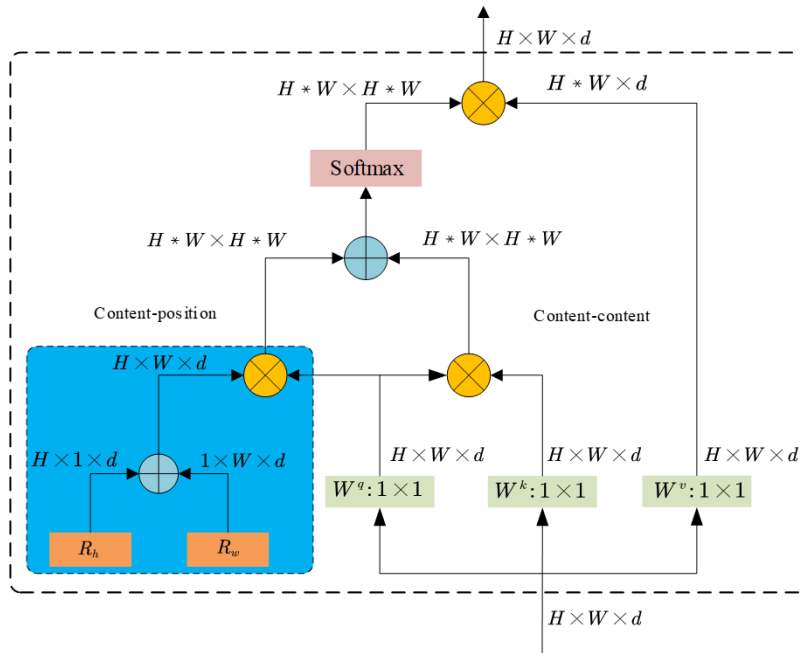 H × W × d
H ∗ W × H ∗ W
H ∗ W × d
Softmax
H ∗ W × H ∗ W
H ∗ W × H ∗ W
Content-position
Content-content
H × W × d
H × 1 × d
1 × W × d
H × W × d
H × W × d
H × W × d
W^q: 1 × 1
W^k: 1 × 1
W^v: 1 × 1
R_h
R_w
H × W × d